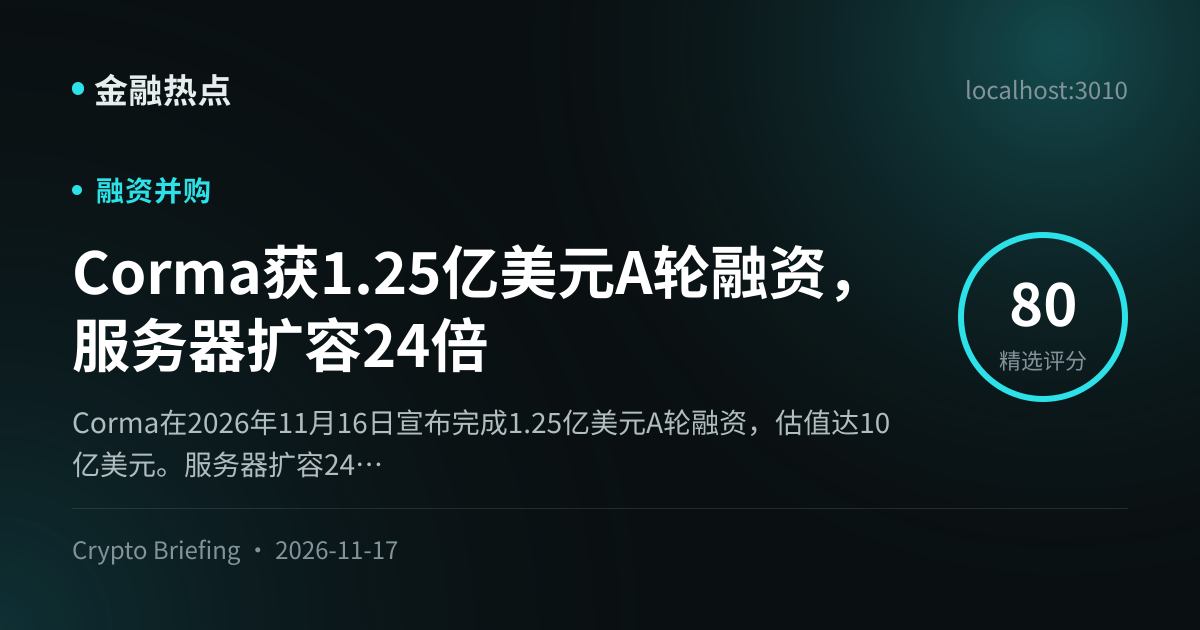 金融热点
localhost:3010
融资并购
Corma获1.25亿美元A轮融资，
服务器扩容24倍
80
精选评分
Corma在2026年11月16日宣布完成1.25亿美元A轮融资，估值达10
亿美元。服务器扩容24…
Crypto Briefing · 2026-11-17